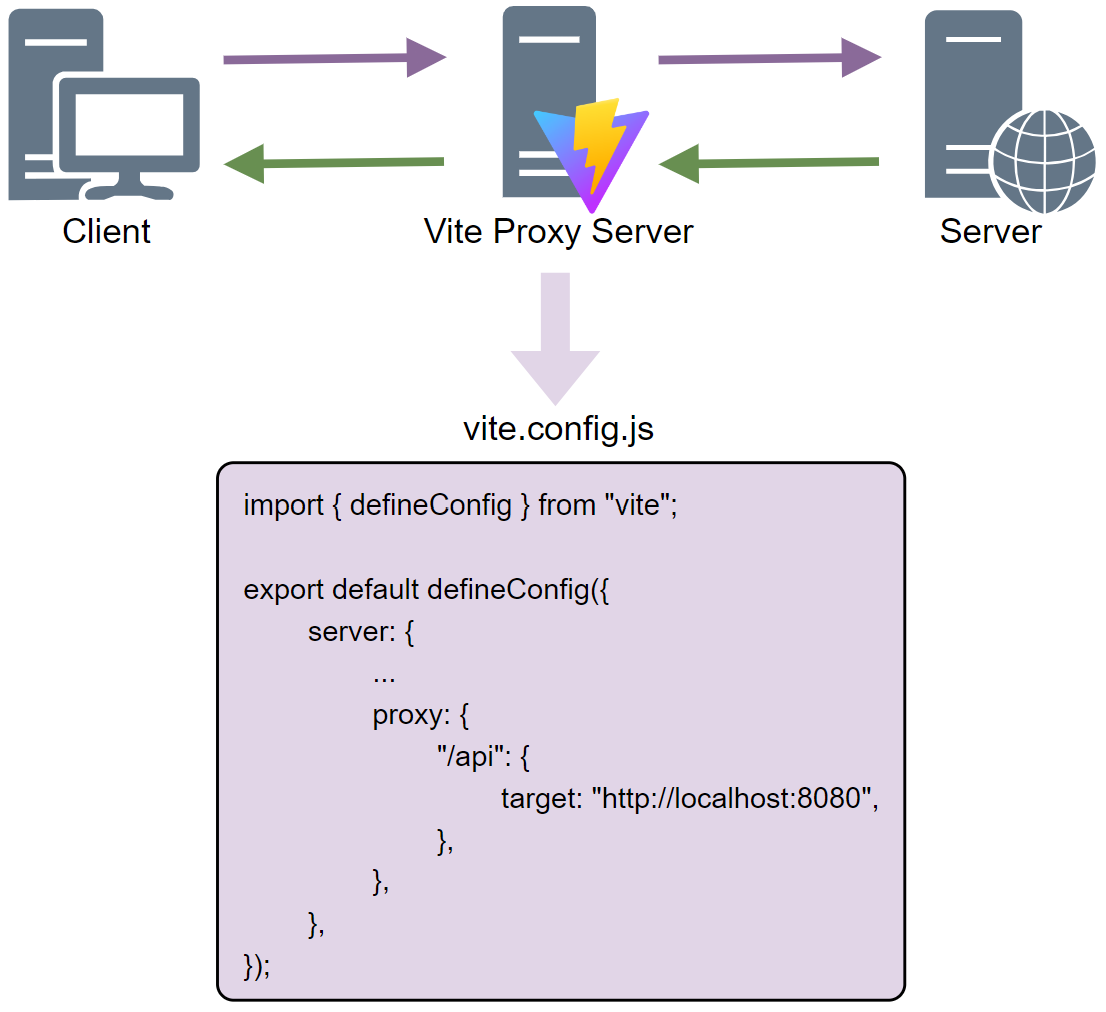 Client
Vite Proxy Server
Server
vite.config.js
import { defineConfig } from "vite";
export default defineConfig({
server: {
...
proxy: {
"/api": {
target: "http://localhost:8080",
},
},
},
});